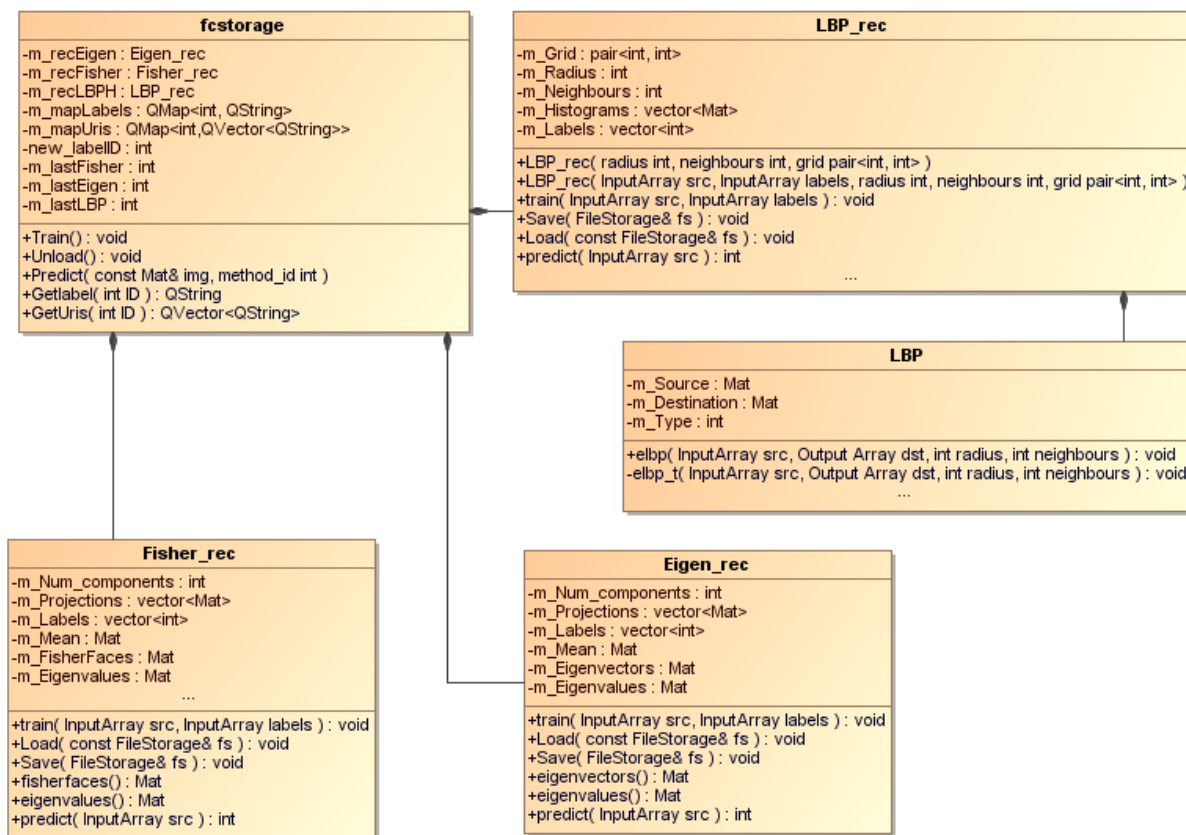 fcstorage
-m_recEigen : Eigen_rec
-m_recFisher : Fisher_rec
-m_recLBPH : LBP_rec
-m_mapLabels : QMap<int, QString>
-m_mapUris : QMap<int,QVector<QString>>
-new_labelID : int
-m_lastFisher : int
-m_lastEigen : int
-m_lastLBP : int
+Train() : void
+Unload() : void
+Predict( const Mat& img, method_id int )
+Getlabel( int ID ) : QString
+GetUris( int ID ) : QVector<QString>
LBP_rec
-m_Grid : pair<int, int>
-m_Radius : int
-m_Neighbours : int
-m_Histograms : vector<Mat>
-m_Labels : vector<int>
+LBP_rec( radius int, neighbours int, grid pair<int, int> )
+LBP_rec( InputArray src, InputArray labels, radius int, neighbours int, grid pair<int, int> )
+train( InputArray src, InputArray labels ) : void
+Save( FileStorage& fs ) : void
+Load( const FileStorage& fs ) : void
+predict( InputArray src ) : int
...
LBP
-m_Source : Mat
-m_Destination : Mat
-m_Type : int
+elbp( InputArray src, Output Array dst, int radius, int neighbours ) : void
-elbp_t( InputArray src, Output Array dst, int radius, int neighbours ) : void
...
Fisher_rec
-m_Num_components : int
-m_Projections : vector<Mat>
-m_Labels : vector<int>
-m_Mean : Mat
-m_FisherFaces : Mat
-m_Eigenvalues : Mat
...
+train( InputArray src, InputArray labels ) : void
+Load( const FileStorage& fs ) : void
+Save( FileStorage& fs ) : void
+fisherfaces() : Mat
+eigenvalues() : Mat
+predict( InputArray src ) : int
Eigen_rec
-m_Num_components : int
-m_Projections : vector<Mat>
-m_Labels : vector<int>
-m_Mean : Mat
-m_Eigenvectors : Mat
-m_Eigenvalues : Mat
+train( InputArray src, InputArray labels ) : void
+Load( const FileStorage& fs ) : void
+Save( FileStorage& fs ) : void
+eigenvectors() : Mat
+eigenvalues() : Mat
+predict( InputArray src ) : int